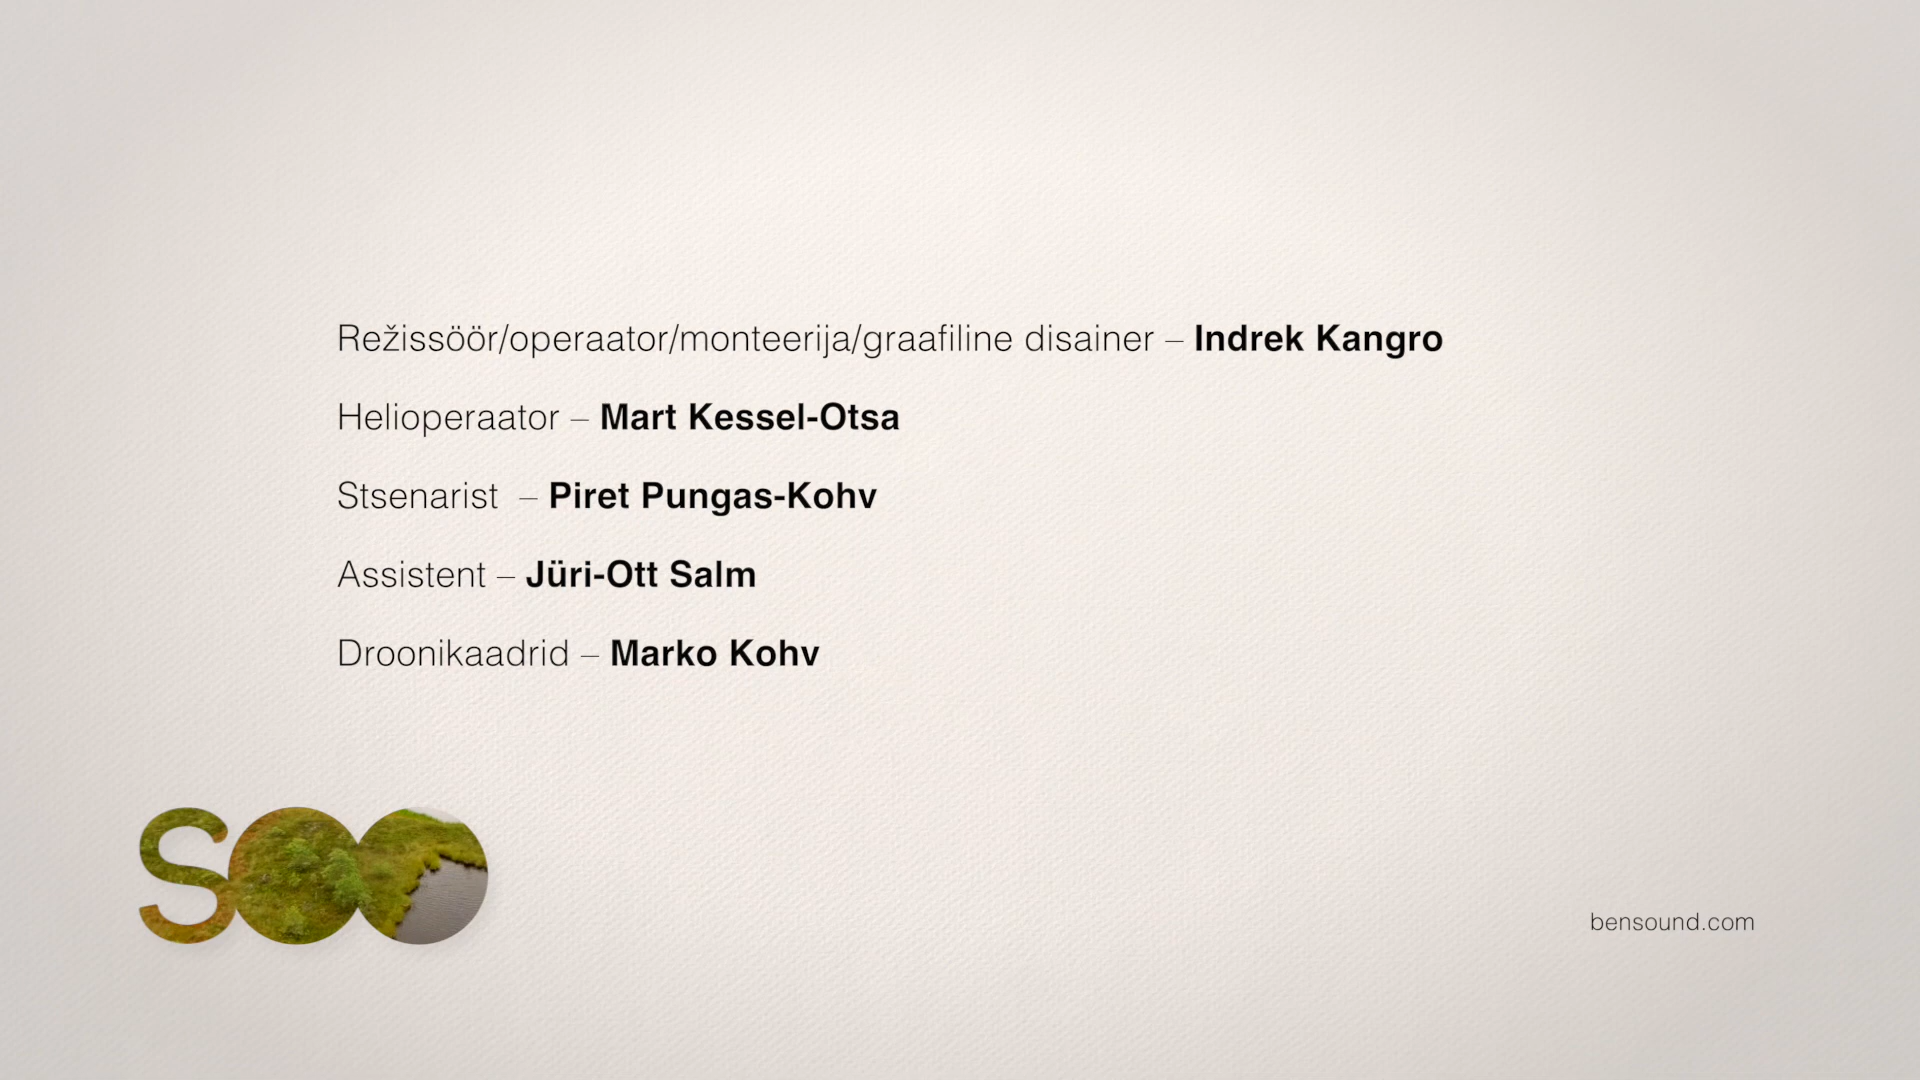 Režissöör/operaator/monteerija/graafiline disainer – Indrek Kangro
Helioperaator – Mart Kessel-Otsa
Stsenarist – Piret Pungas-Kohv
Assistent – Jüri-Ott Salm
Droonikaadrid – Marko Kohv
SOO
bensound.com